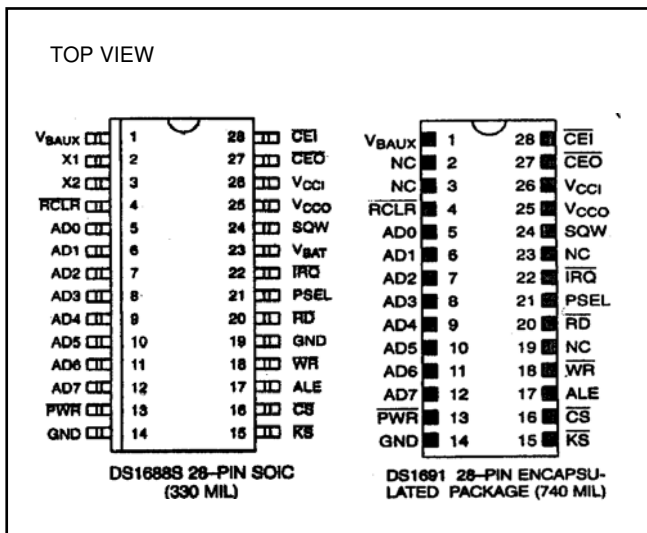 TOP VIEW
VBAUX 1 28 CEI
X1 2 27 CEO
X2 3 26 VCCI
RCLR 4 25 VCCO
AD0 5 24 SQW
AD1 6 23 VBAT
AD2 7 22 IRQ
AD3 8 21 PSEL
AD4 9 20 RD
AD5 10 19 GND
AD6 11 18 WR
AD7 12 17 ALE
PWR 13 16 CS
GND 14 15 KS
DS1688S 28–PIN SOIC
(330 MIL)
VBAUX 1 28 CEI
NC 2 27 CEO
NC 3 26 VCCI
RCLR 4 25 VCCO
AD0 5 24 SQW
AD1 6 23 NC
AD2 7 22 IRQ
AD3 8 21 PSEL
AD4 9 20 RD
AD5 10 19 NC
AD6 11 18 WR
AD7 12 17 ALE
PWR 13 16 CS
GND 14 15 KS
DS1691 28–PIN ENCAPSU-
LATED PACKAGE (740 MIL)